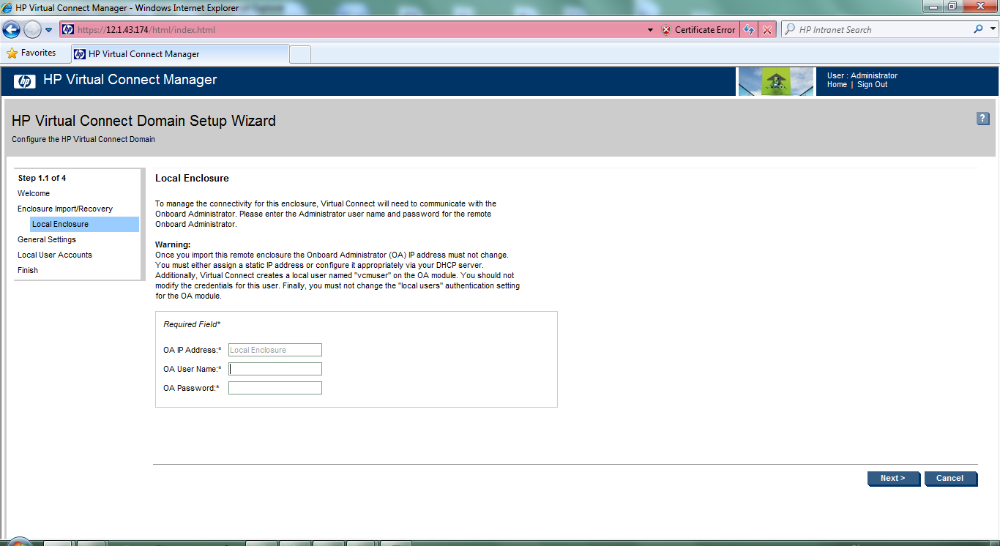 HP Virtual Connect Manager - Windows Internet Explorer
https://12.1.43.174/html/index.html
Certificate Error
HP Intranet Search
Favorites
HP Virtual Connect Manager
hp HP Virtual Connect Manager
User : Administrator
Home | Sign Out
HP Virtual Connect Domain Setup Wizard
?
Configure the HP Virtual Connect Domain
Step 1.1 of 4
Welcome
Enclosure Import/Recovery
Local Enclosure
General Settings
Local User Accounts
Finish
Local Enclosure
To manage the connectivity for this enclosure, Virtual Connect will need to communicate with the
Onboard Administrator. Please enter the Administrator user name and password for the remote
Onboard Administrator.
Warning:
Once you import this remote enclosure the Onboard Administrator (OA) IP address must not change.
You must either assign a static IP address or configure it appropriately via your DHCP server.
Additionally, Virtual Connect creates a local user named "vcmuser" on the OA module. You should not
modify the credentials for this user. Finally, you must not change the "local users" authentication setting
for the OA module.
Required Field*
OA IP Address:* Local Enclosure
OA User Name:*
OA Password:*
Next > Cancel